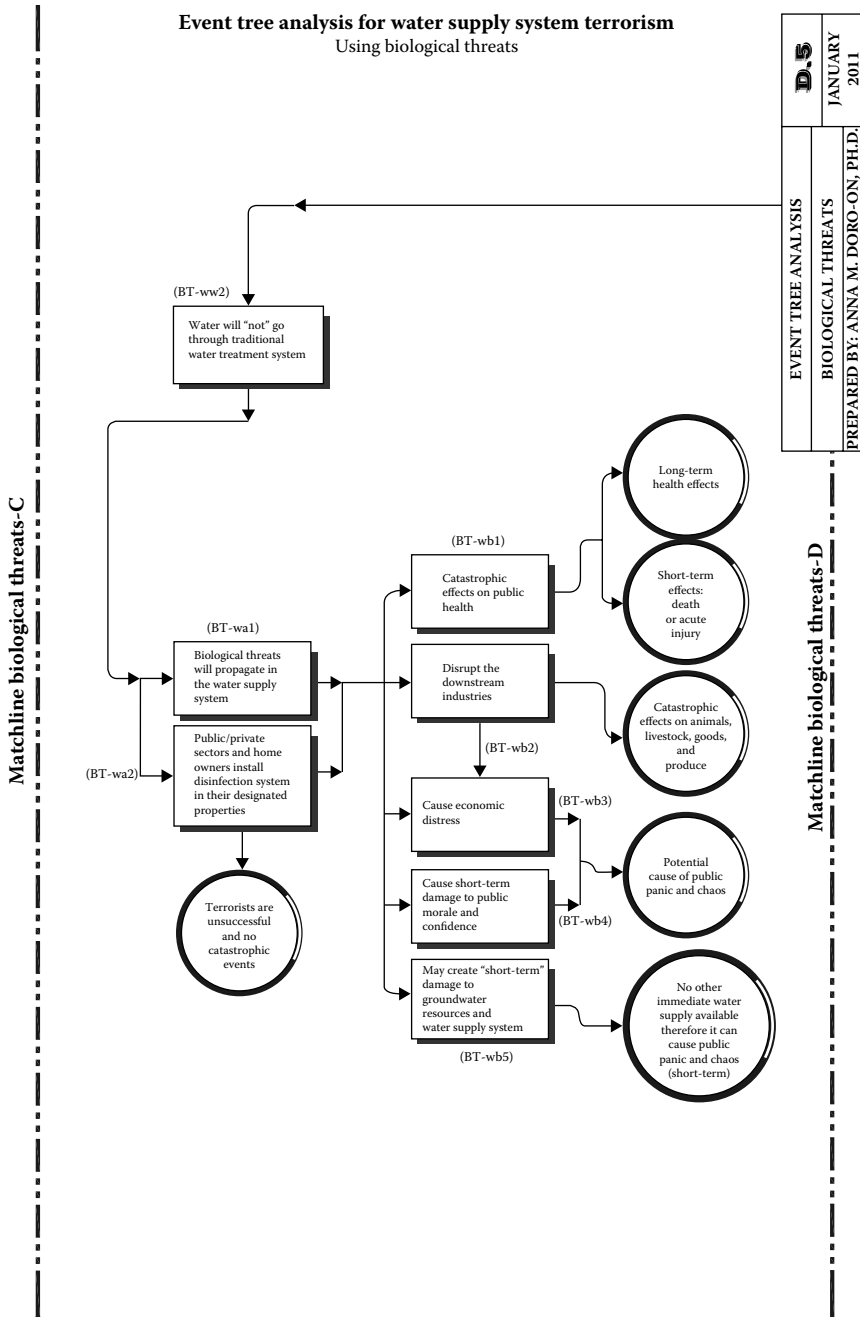 Event tree analysis for water supply system terrorism
Using biological threats
D.5
JANUARY
2011
EVENT TREE ANALYSIS
BIOLOGICAL THREATS
PREPARED BY: ANNA M. DORO-ON, PH.D.
Matchline biological threats-C
Matchline biological threats-D
(BT-ww2)
Water will “not” go
through traditional
water treatment system
(BT-wa1)
Biological threats
will propagate in
the water supply
system
(BT-wa2)
Public/private
sectors and home
owners install
disinfection system
in their designated
properties
Terrorists are
unsuccessful
and no
catastrophic
events
(BT-wb1)
Catastrophic
effects on public
health
Disrupt the
downstream
industries
(BT-wb2)
Cause economic
distress
(BT-wb3)
Cause short-term
damage to public
morale and
confidence
(BT-wb4)
May create “short-term”
damage to
groundwater
resources and
water supply system
(BT-wb5)
Long-term
health effects
Short-term
effects:
death
or acute
injury
Catastrophic
effects on animals,
livestock, goods,
and
produce
Potential
cause of public
panic and chaos
No other
immediate water
supply available
therefore it can
cause public
panic and chaos
(short-term)